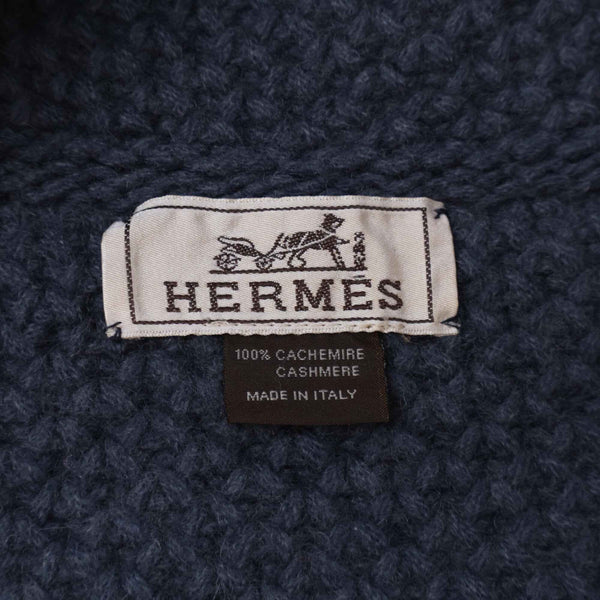 HERMES
100% CACHEMIRE
CASHMERE
MADE IN ITALY